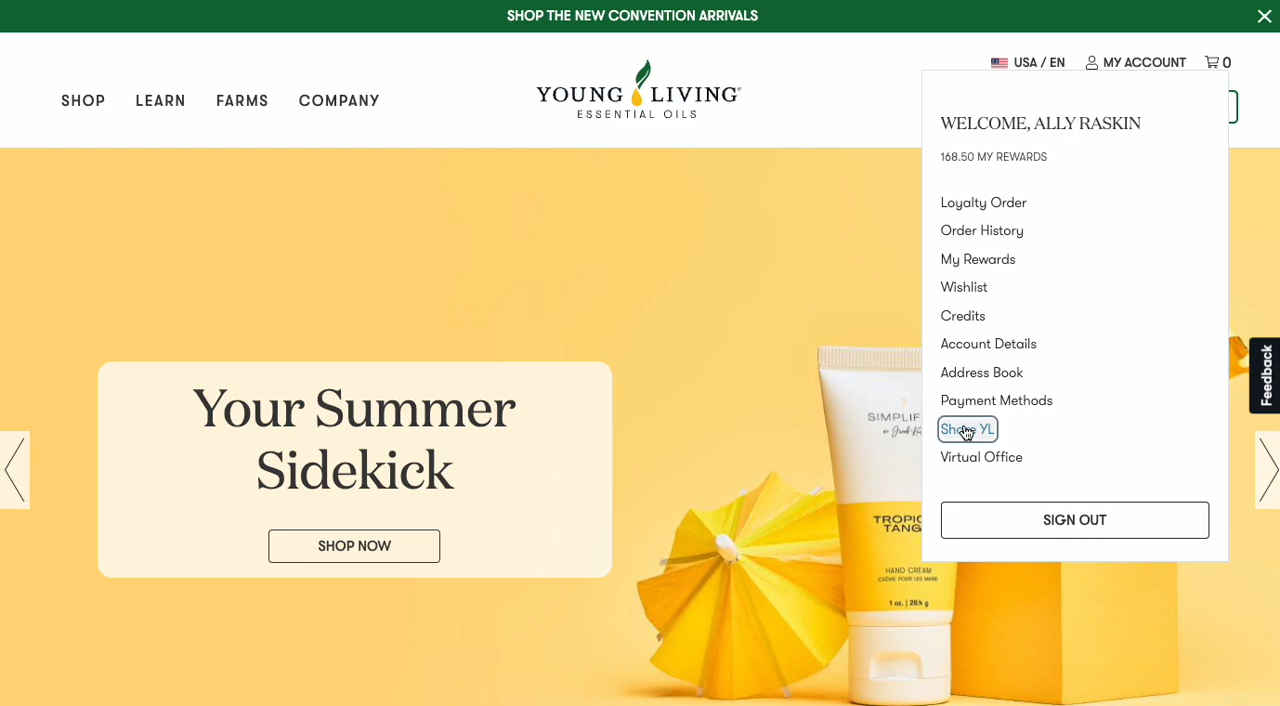 SHOP THE NEW CONVENTION ARRIVALS
USA / EN
MY ACCOUNT
0
SHOP
LEARN
FARMS
COMPANY
YOUNG LIVING
ESSENTIAL OILS
WELCOME, ALLY RASKIN
168.50 MY REWARDS
Loyalty Order
Order History
My Rewards
Wishlist
Credits
Account Details
Address Book
Payment Methods
Share YL
Virtual Office
SIGN OUT
Feedback
Your Summer
Sidekick
SHOP NOW
SIMPLIF
TROPIC
TANG
HAND CREAM
CRÈME POUR LES MAINS
1 oz. | 28.4 g